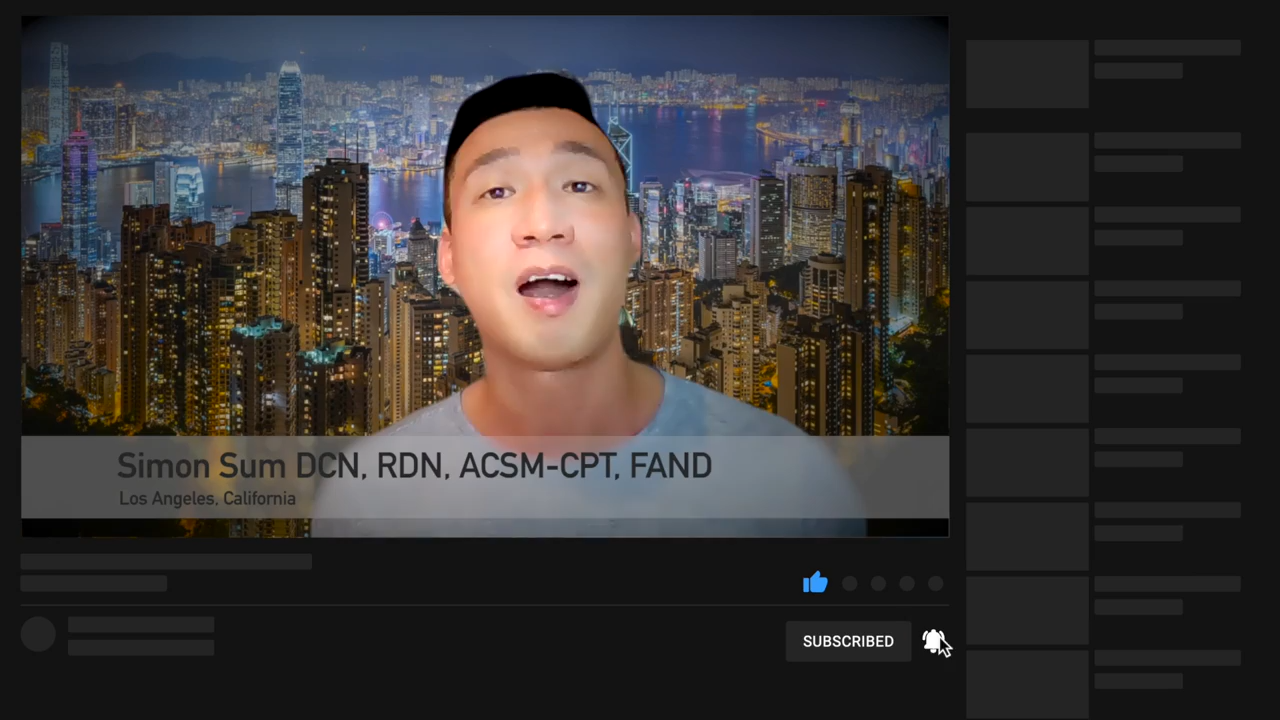 Simon Sum DCN, RDN, ACSM-CPT, FAND
Los Angeles, California
SUBSCRIBED